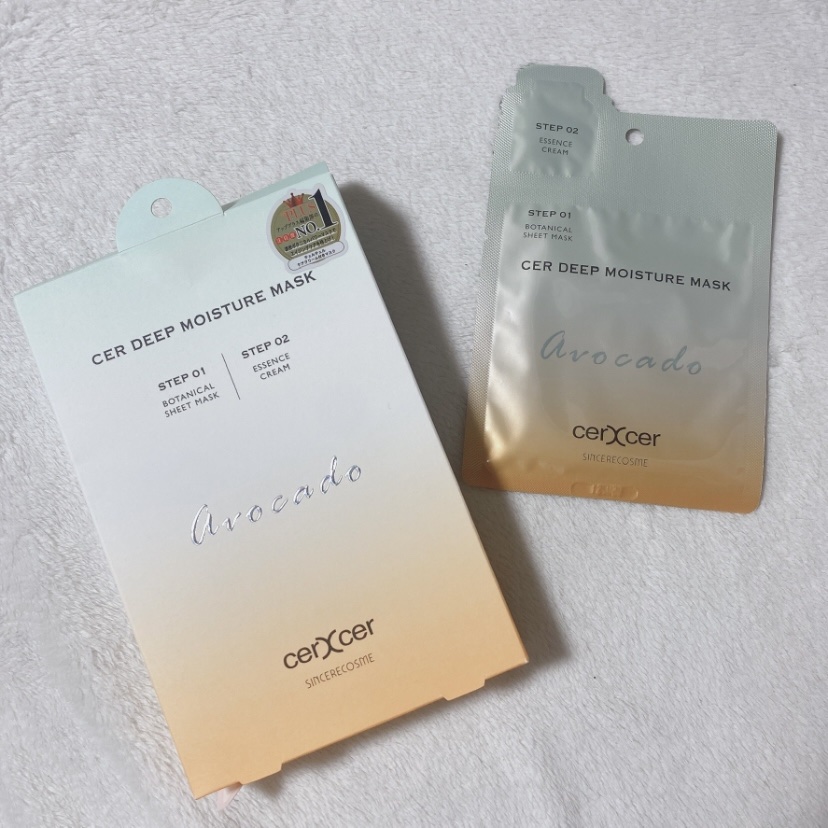 PLUS
NO.1
CER DEEP MOISTURE MASK
STEP 01
BOTANICAL
SHEET MASK
STEP 02
ESSENCE
CREAM
Avocado
cerXcer
SINCERECOSME
STEP 02
ESSENCE
CREAM
STEP 01
BOTANICAL
SHEET MASK
CER DEEP MOISTURE MASK
Avocado
cerXcer
SINCERECOSME